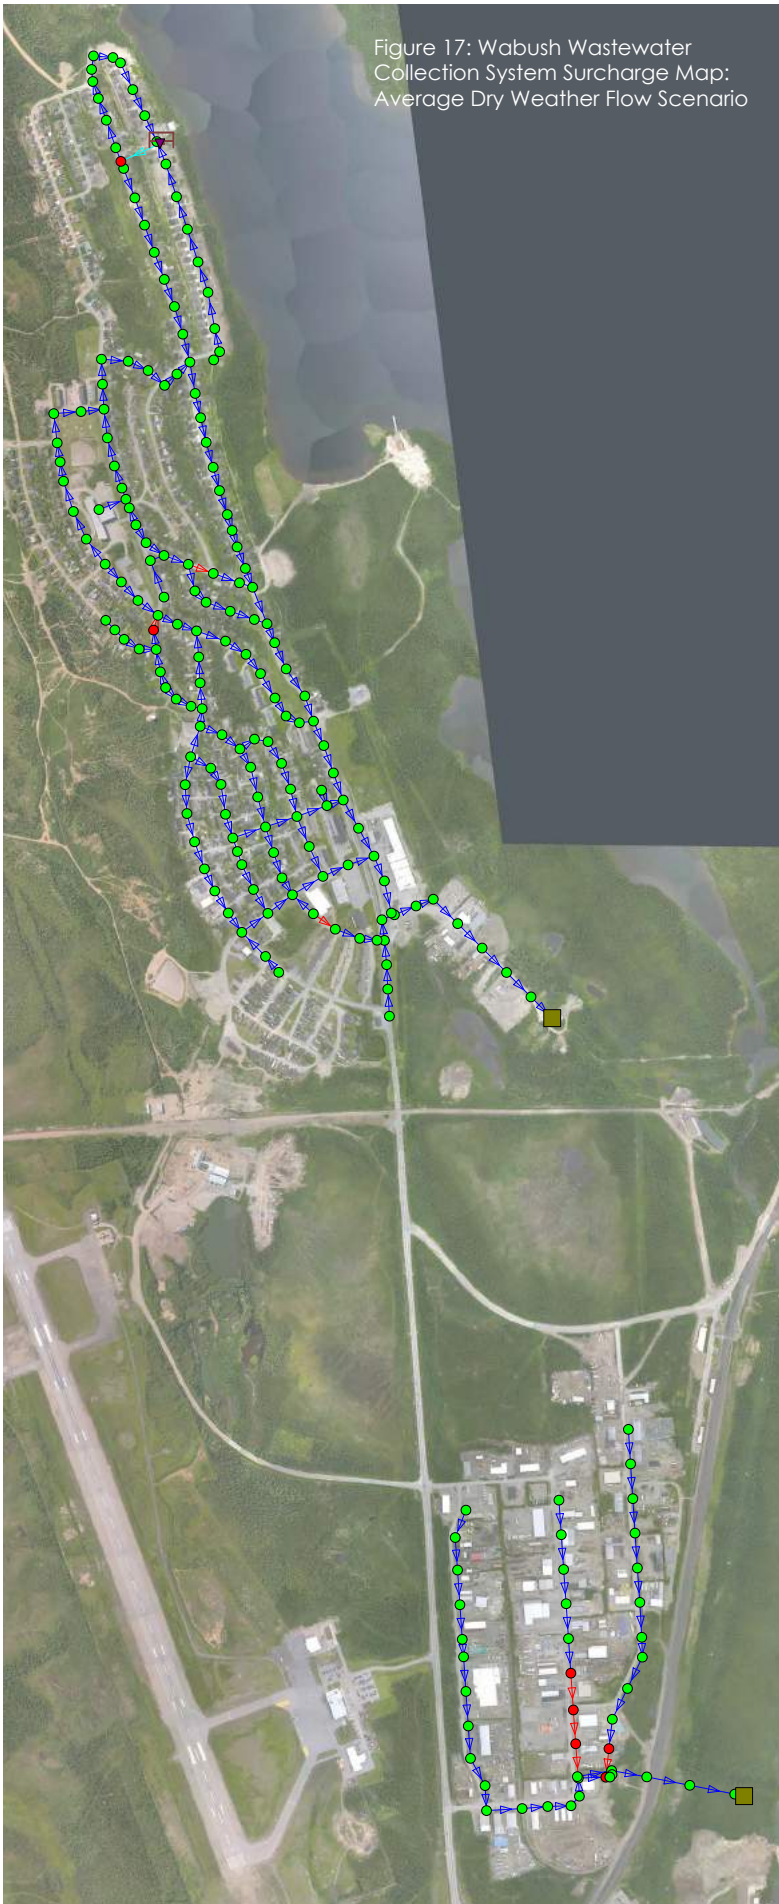 Figure 17: Wabush Wastewater
Collection System Surcharge Map:
Average Dry Weather Flow Scenario